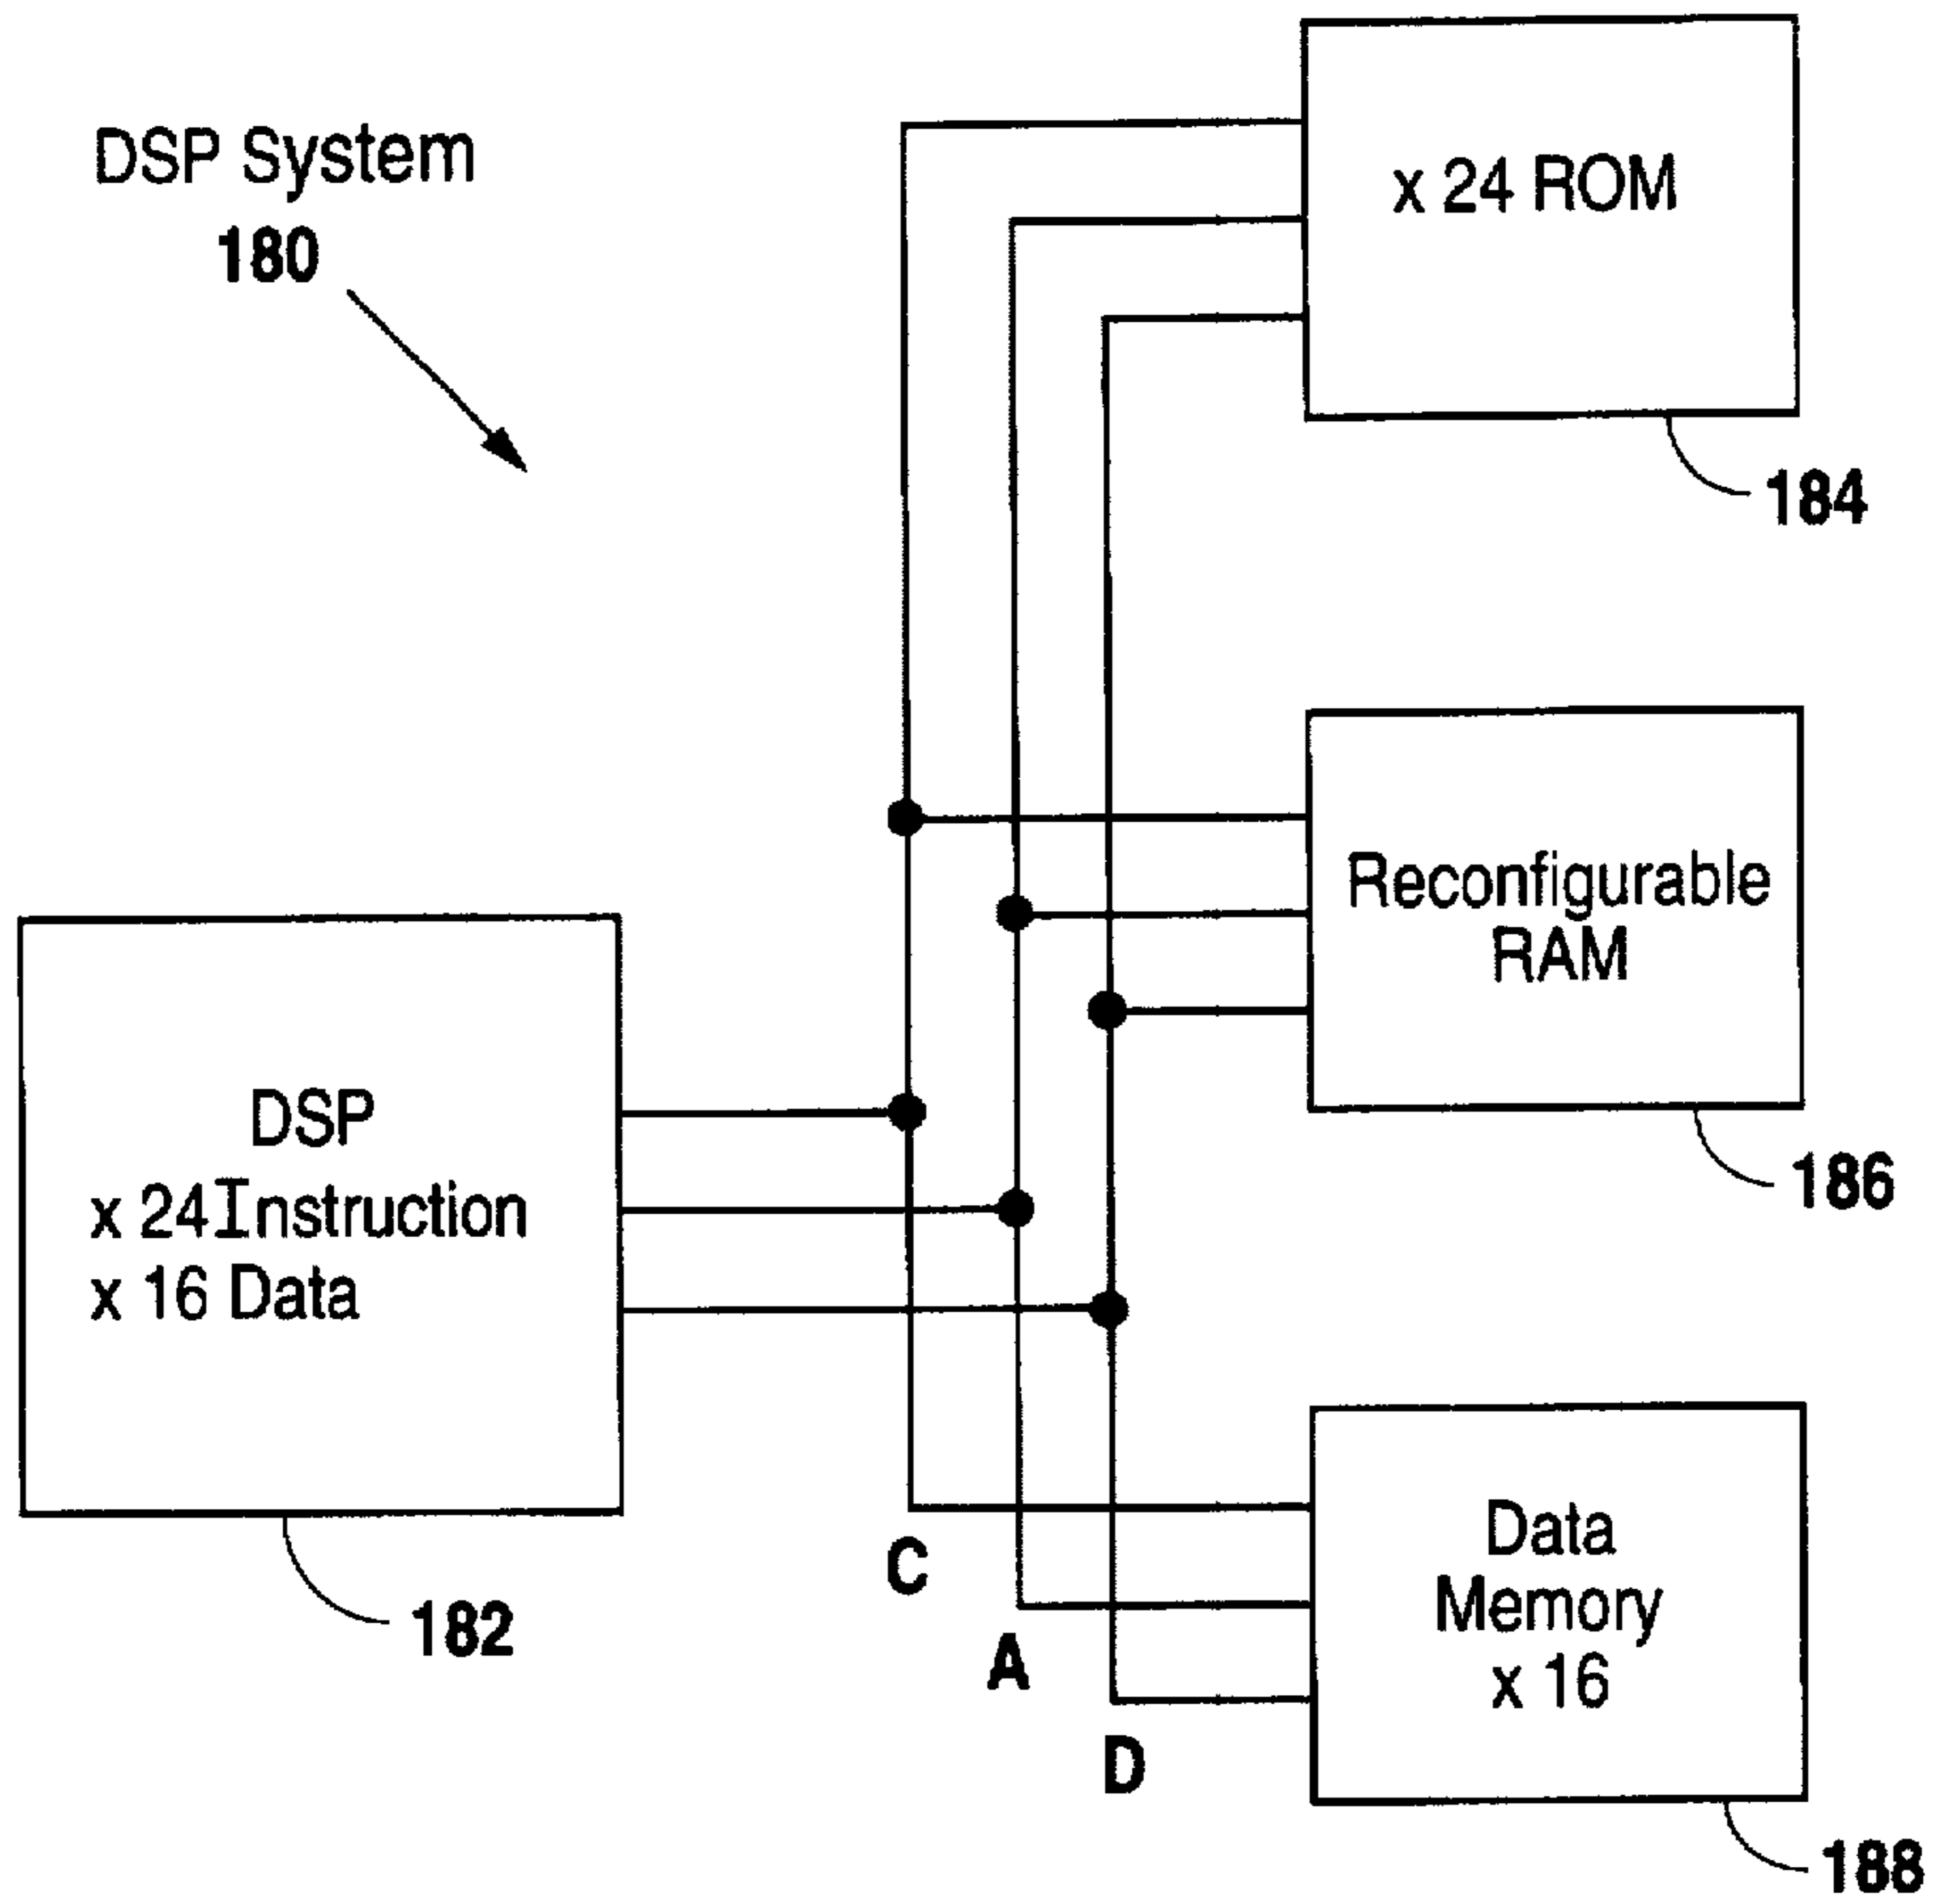 DSP System
180
x 24 ROM
184
Reconfigurable
RAM
186
DSP
x 24 Instruction
x 16 Data
182
C
A
D
Data
Memory
x 16
188